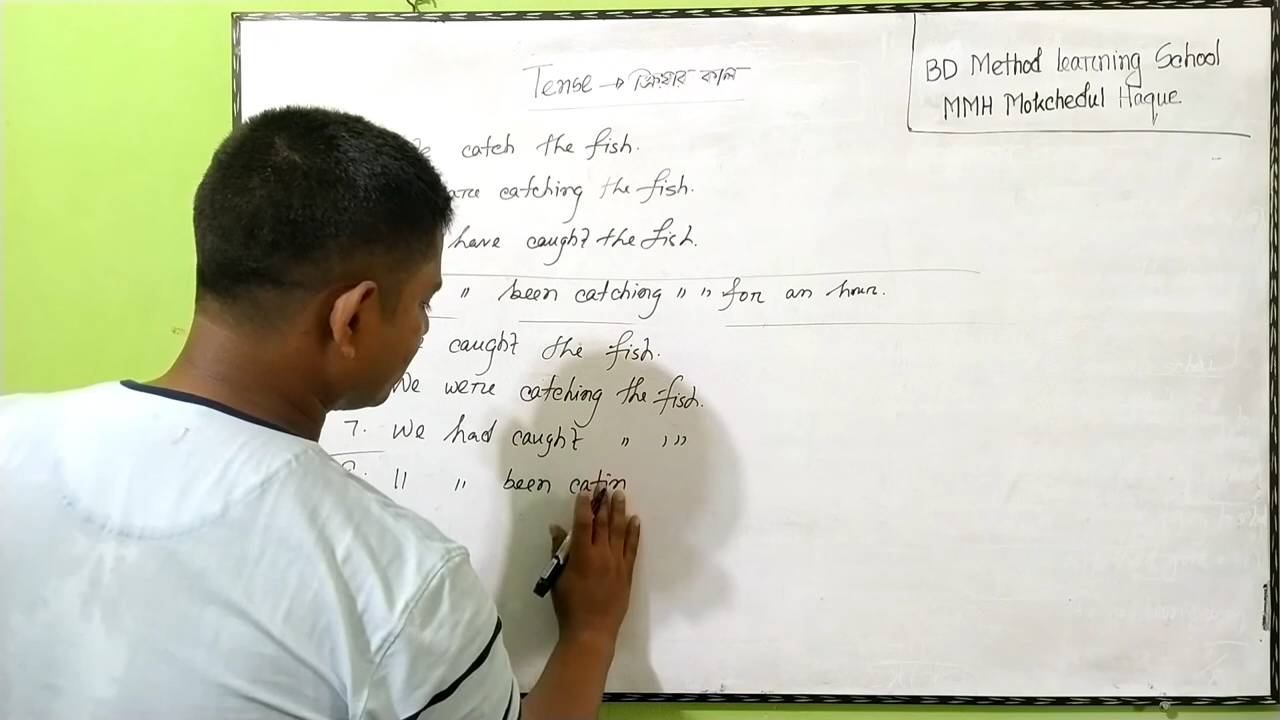 Tense → ক্রিয়ার কাল
BD Method learning School
MMH Mokchedul Haque
catch the fish.
are catching the fish.
have caught the fish.
" been catching " " for an hour.
caught the fish.
We were catching the fish.
7. We had caught " " "
" " been catin